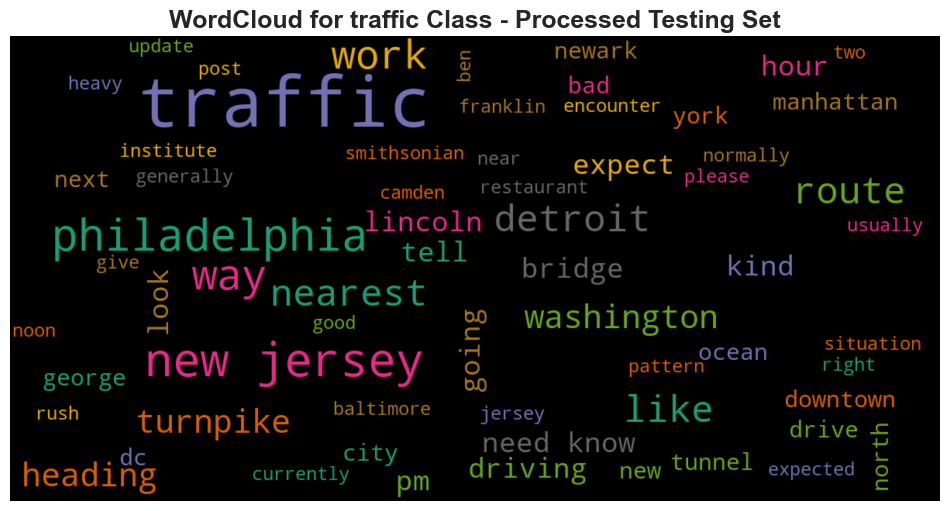 WordCloud for traffic Class - Processed Testing Set
update
work
ben
newark
two
heavy
post
traffic
bad
hour
franklin
encounter
york
manhattan
institute
smithsonian
near
expect
normally
next
generally
camden
restaurant
please
route
philadelphia
lincoln
detroit
usually
tell
give
way
look
nearest
bridge
kind
noon
good
going
washington
new jersey
ocean
situation
pattern
right
george
rush
turnpike
baltimore
jersey
like
downtown
need know
drive
north
dc
city
heading
currently
pm
driving
new
tunnel
expected